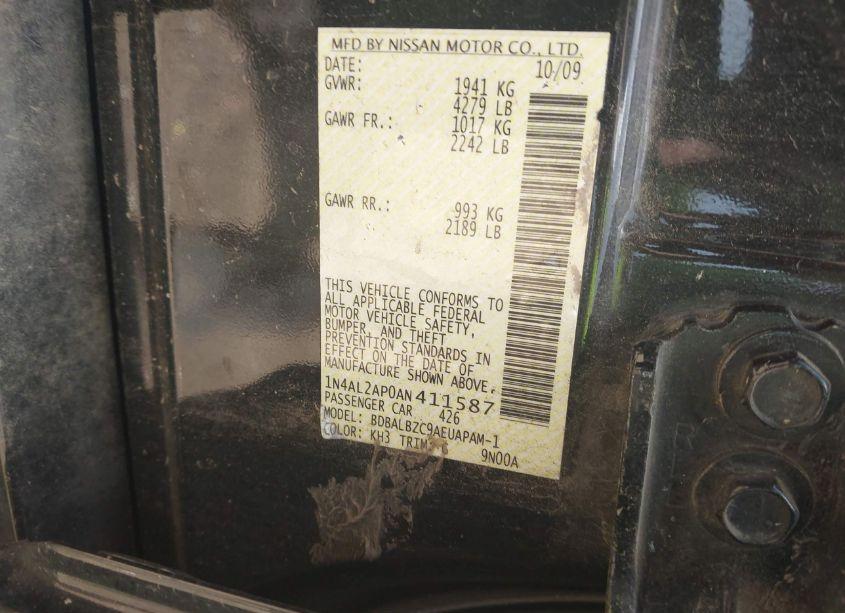 MFD BY NISSAN MOTOR CO., LTD.
DATE: 10/09
GVWR: 1941 KG
4279 LB
GAWR FR.: 1017 KG
2242 LB
GAWR RR.: 993 KG
2189 LB
THIS VEHICLE CONFORMS TO
ALL APPLICABLE FEDERAL
MOTOR VEHICLE SAFETY,
BUMPER, AND THEFT
PREVENTION STANDARDS IN
EFFECT ON THE DATE OF
MANUFACTURE SHOWN ABOVE.
1N4AL2AP0AN411587
PASSENGER CAR 426
MODEL: BDBALBZC9AEUAPAM-1
COLOR: KH3 TRIM: 9N00A